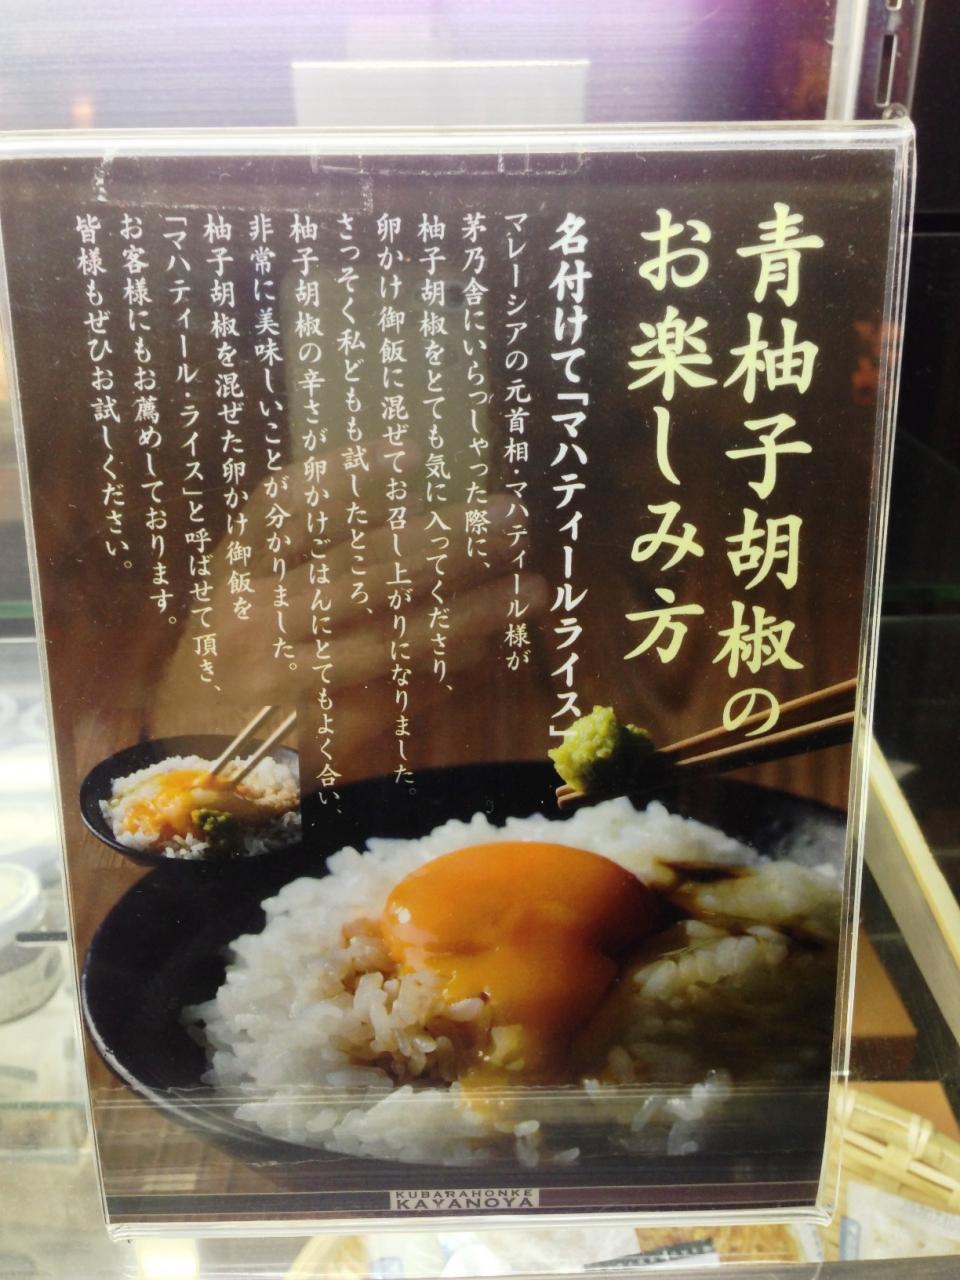 青柚子胡椒の
お楽しみ方
名付けて「マハティールライス」
マレーシアの元首相・マハティール様が
茅乃舎にいらっしゃった際に、
柚子胡椒をとても気に入ってくださり、
卵かけ御飯に混ぜてお召し上がりになりました。
さっそく私どもも試したところ、
柚子胡椒の辛さが卵かけごはんにとてもよく合い、
非常に美味しいことが分かりました。
柚子胡椒を混ぜた卵かけ御飯を
「マハティール・ライス」と呼ばせて頂き、
お客様にもお薦めしております。
皆様もぜひお試しください。
KUBARAHONKE
KAYANOYA